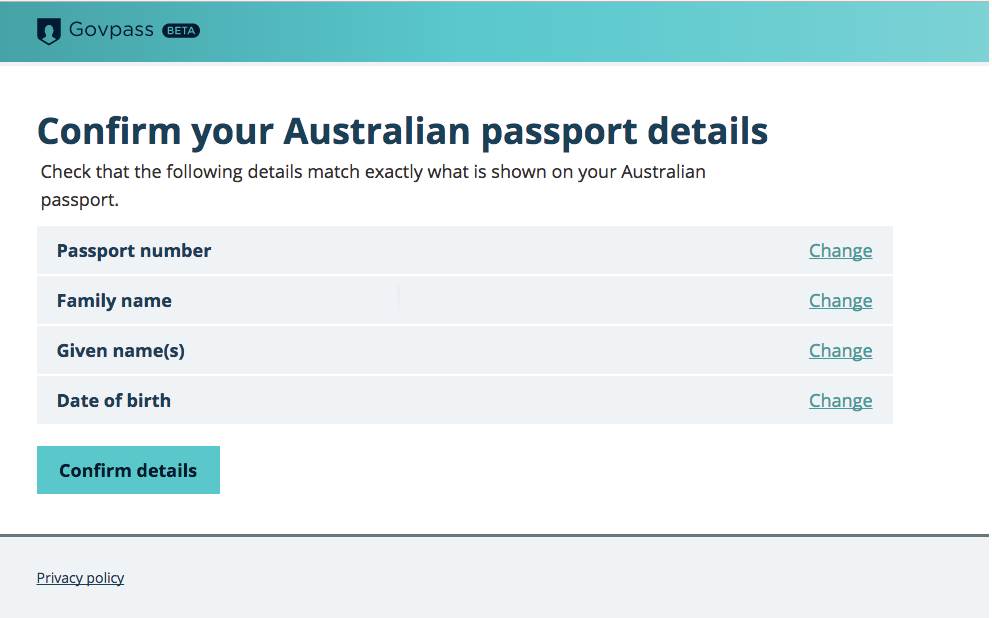 Govpass BETA
Confirm your Australian passport details
Check that the following details match exactly what is shown on your Australian
passport.
Passport number Change
Family name Change
Given name(s) Change
Date of birth Change
Confirm details
Privacy policy